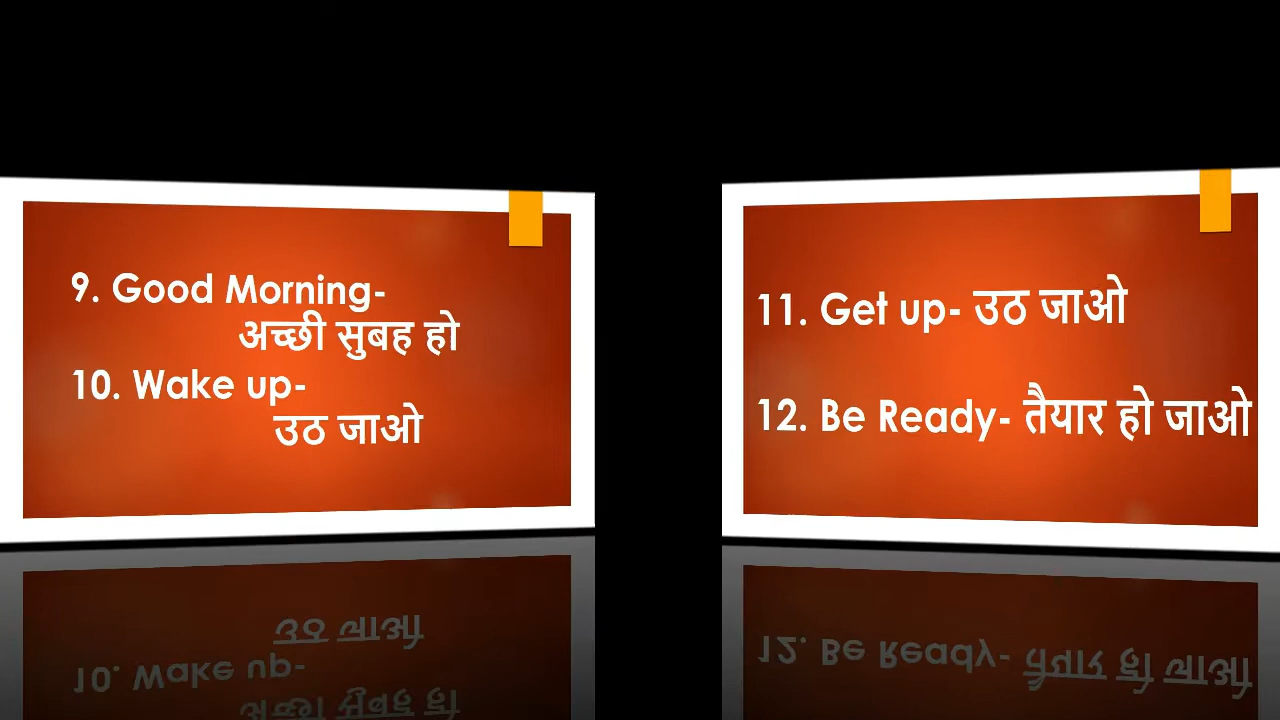 9. Good Morning-
अच्छी सुबह हो
10. Wake up-
उठ जाओ
11. Get up- उठ जाओ
12. Be Ready- तैयार हो जाओ